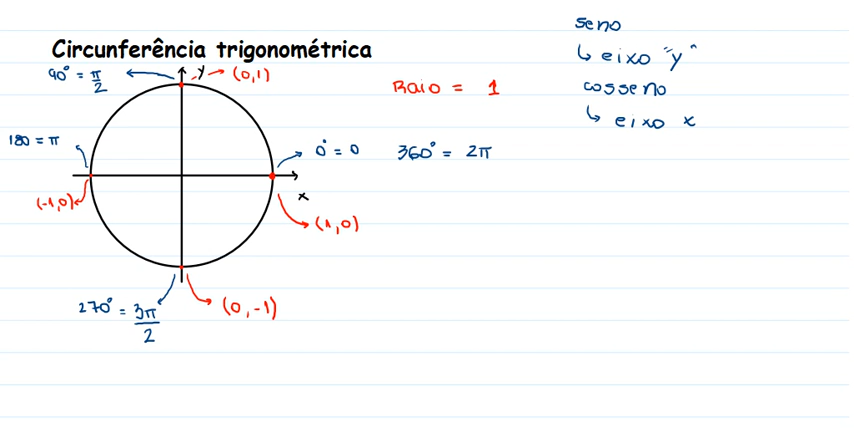 seno
Circunferência trigonométrica
↳ eixo "y"
90° = π/2
y
(0,1)
Raio = 1
cosseno
↳ eixo x
180 = π
0° = 0
360° = 2π
x
(-1,0)
(1,0)
270° = 3π/2
(0,-1)